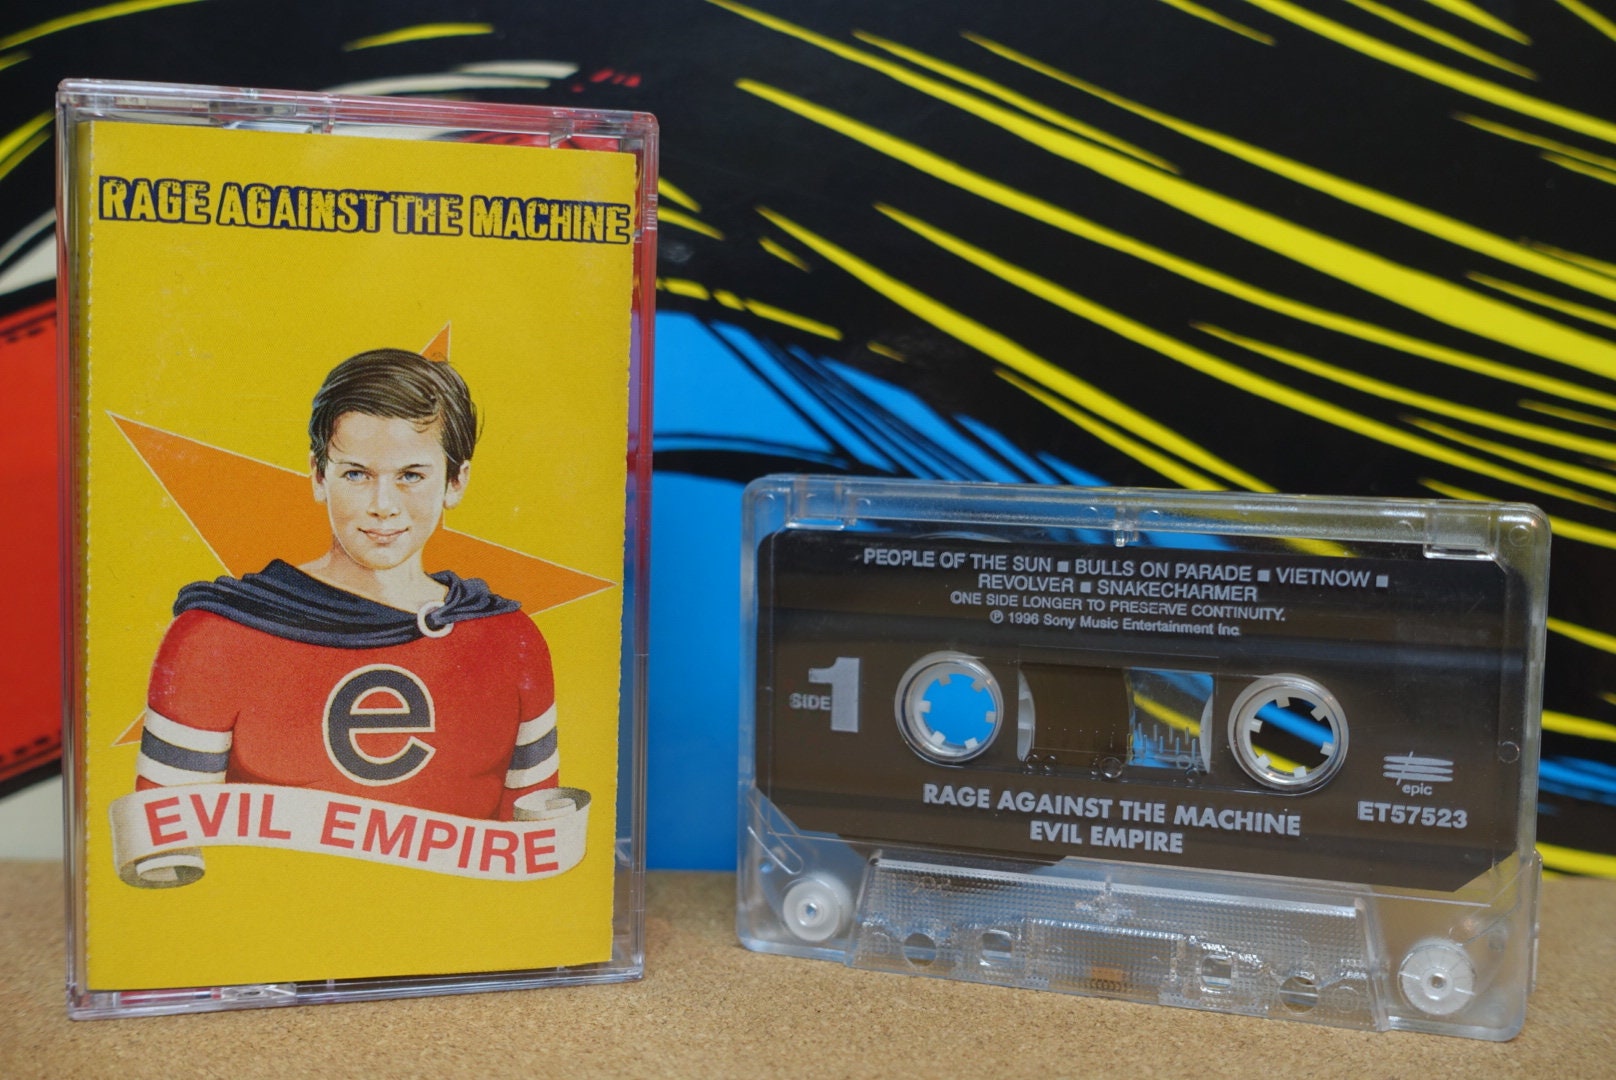 RAGE AGAINST THE MACHINE
e
EVIL EMPIRE
PEOPLE OF THE SUN ■ BULLS ON PARADE ■ VIETNOW ■
REVOLVER ■ SNAKECHARMER
ONE SIDE LONGER TO PRESERVE CONTINUITY.
℗ 1996 Sony Music Entertainment Inc
SIDE 1
epic
ET57523
RAGE AGAINST THE MACHINE
EVIL EMPIRE